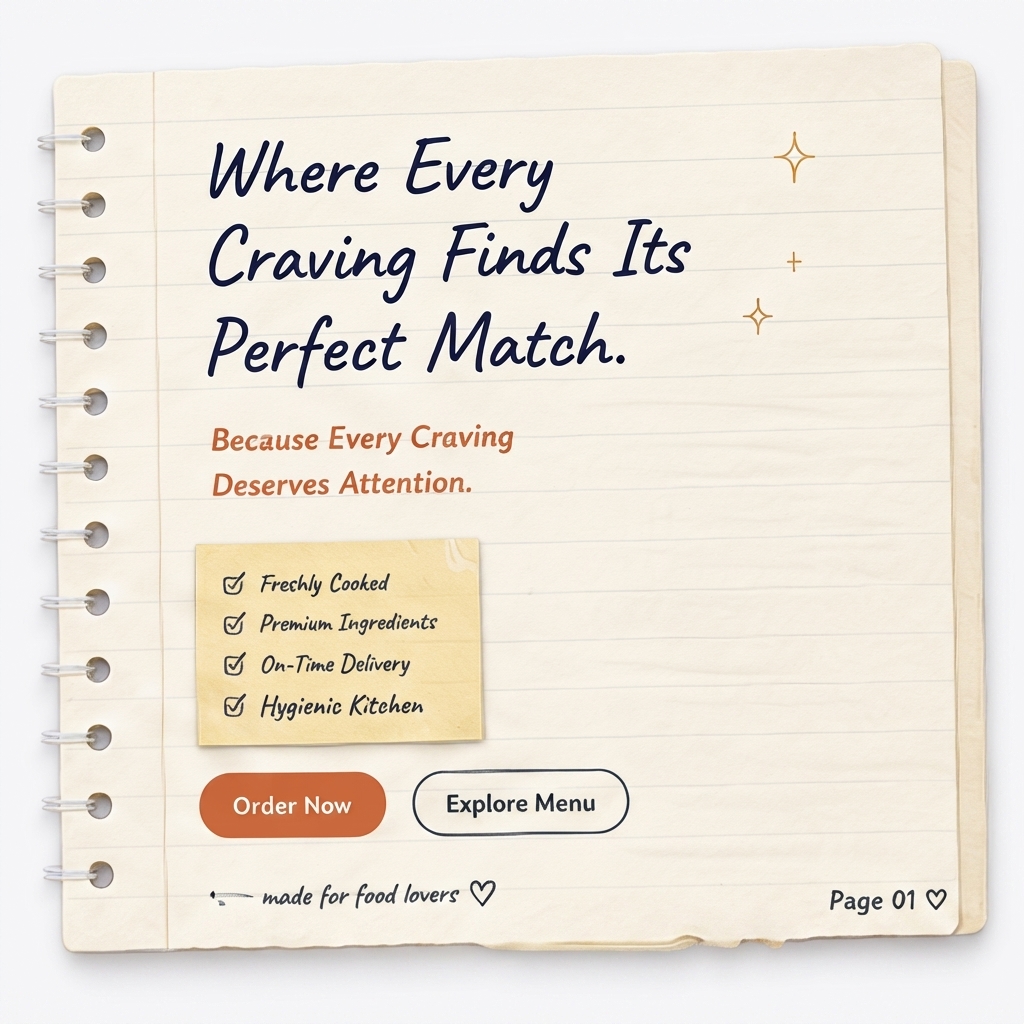 Where Every
Craving Finds Its
Perfect Match.
Because Every Craving
Deserves Attention.
Freshly Cooked
Premium Ingredients
On-Time Delivery
Hygienic Kitchen
Order Now
Explore Menu
made for food lovers
Page 01